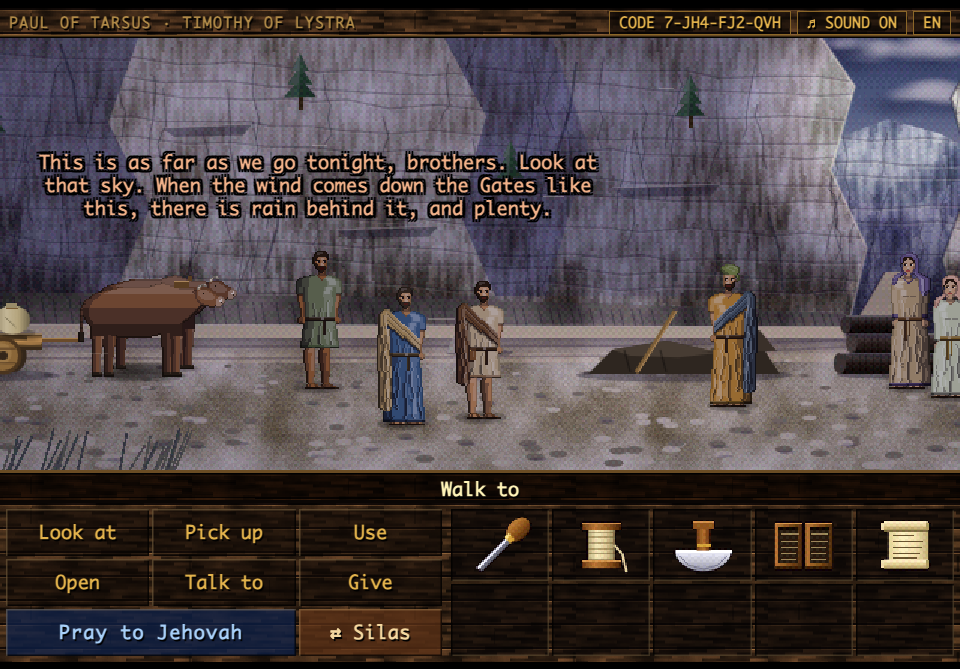 PAUL OF TARSUS · TIMOTHY OF LYSTRA
CODE 7-JH4-FJ2-QVH
♬ SOUND ON
EN
This is as far as we go tonight, brothers. Look at
that sky. When the wind comes down the Gates like
this, there is rain behind it, and plenty.
Walk to
Look at
Pick up
Use
Open
Talk to
Give
Pray to Jehovah
⇄ Silas